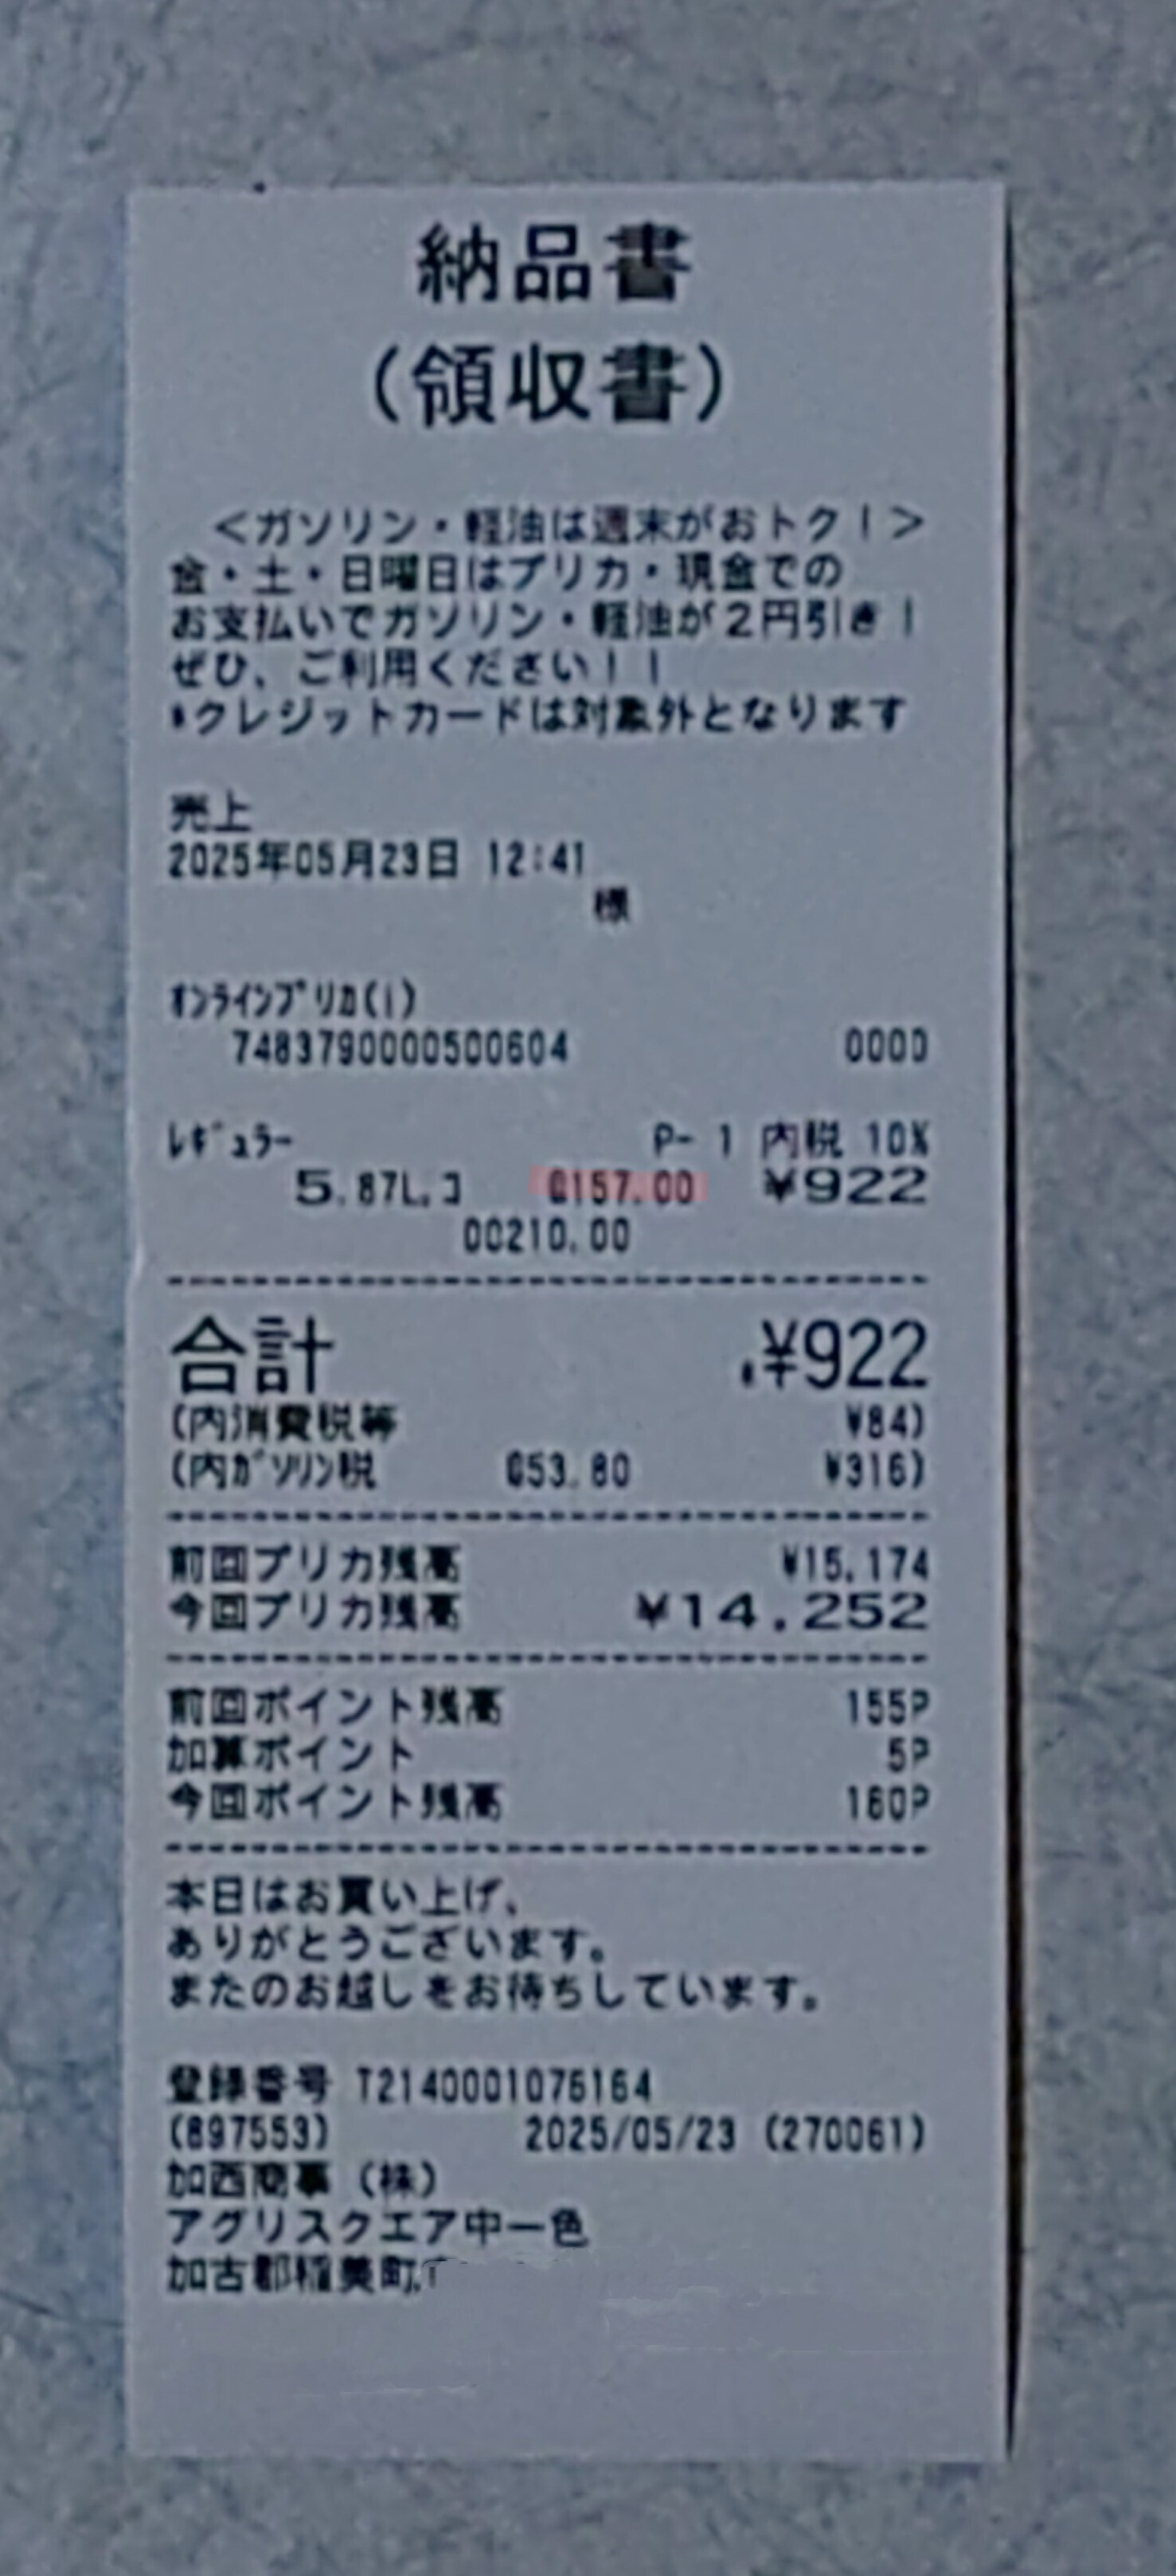 納品書
(領収書)
<ガソリン・軽油は週末がおトク!>
金・土・日曜日はプリカ・現金での
お支払いでガソリン・軽油が2円引き!
ぜひ、ご利用ください!!
*クレジットカードは対象外となります
売上
2025年05月23日 12:41
様
オンラインプリカ(i)
7483790000500604 0000
レギュラー P- 1 内税 10%
5.87L.コ @157.00 ¥922
00210.00
合計 ¥922
(内消費税等 ¥84)
(内ガソリン税 @53.80 ¥316)
前回プリカ残高 ¥15,174
今回プリカ残高 ¥14,252
前回ポイント残高 155P
加算ポイント 5P
今回ポイント残高 160P
本日はお買い上げ、
ありがとうございます。
またのお越しをお待ちしています。
登録番号 T2140001076164
(897553) 2025/05/23 (270061)
加西商事(株)
アグリスクエア中一色
加古郡稲美町